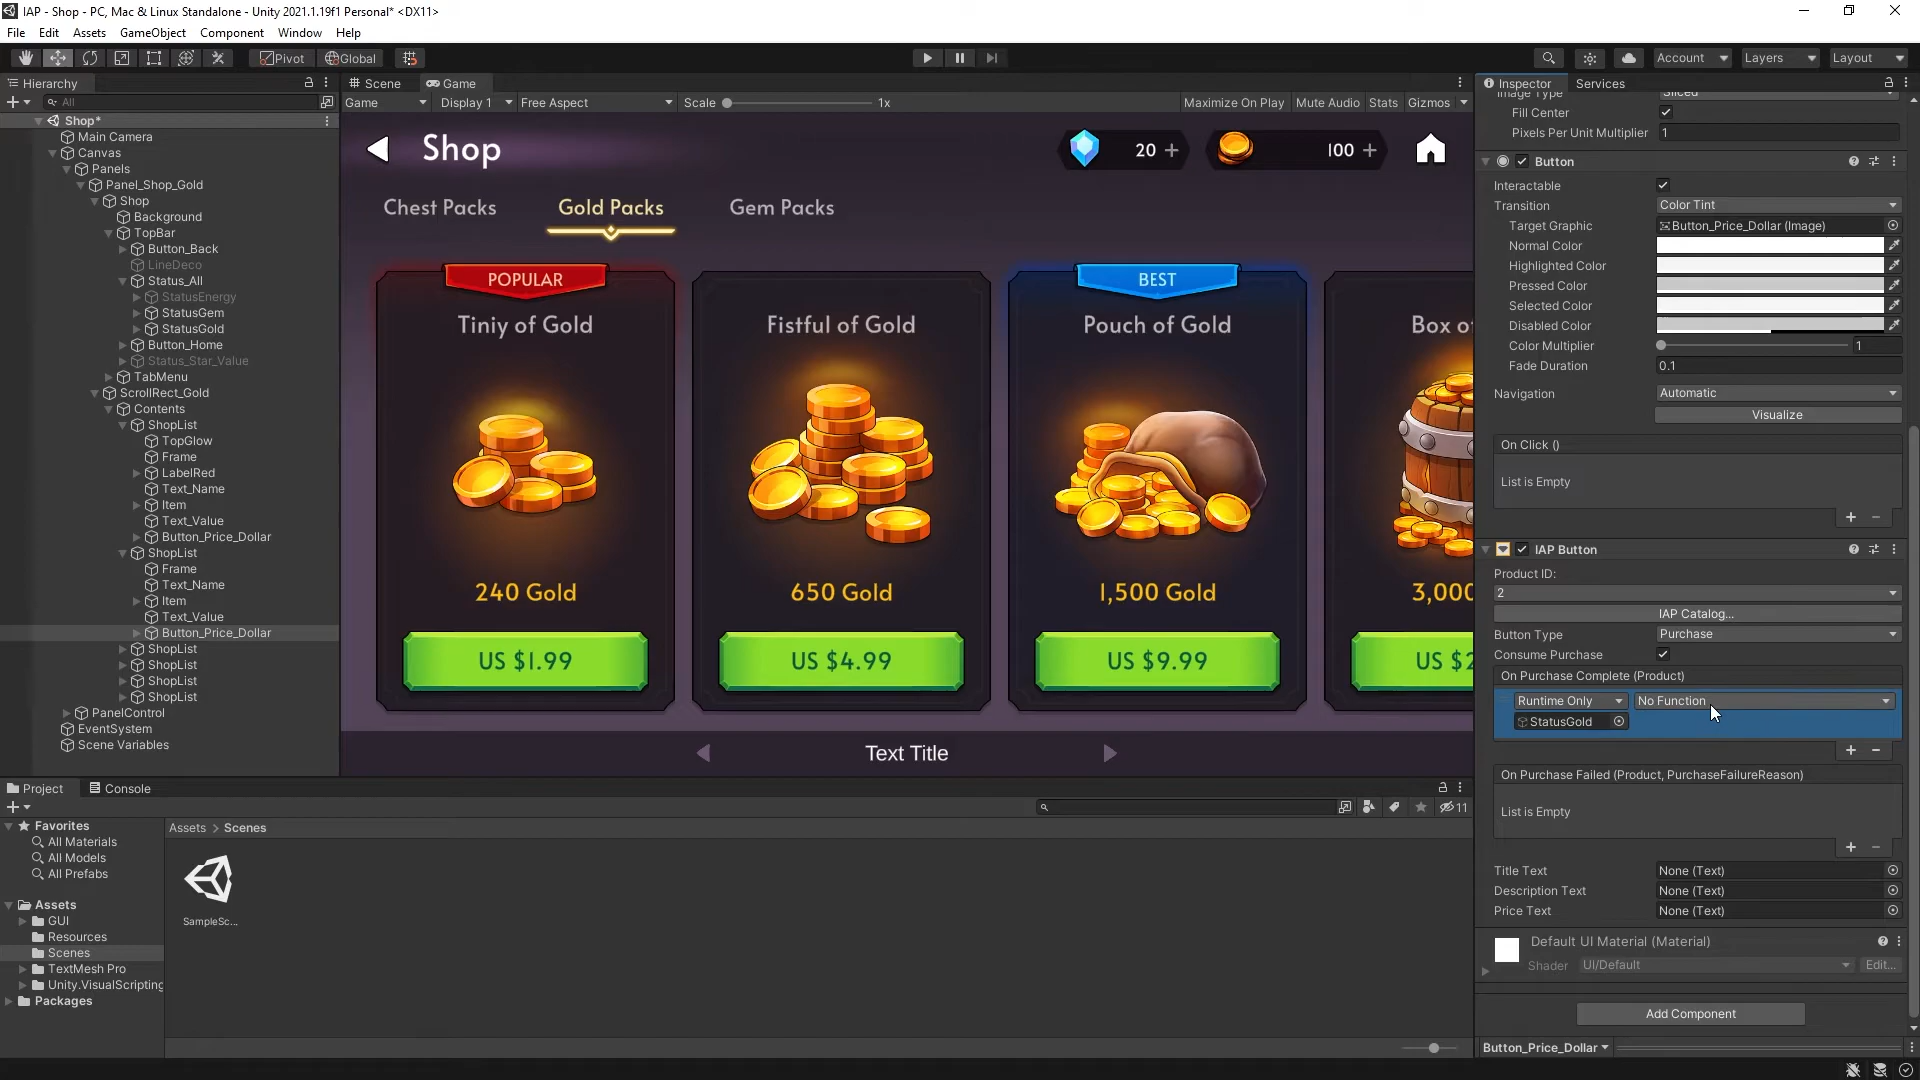 IAP - Shop - PC, Mac & Linux Standalone - Unity 2021.1.19f1 Personal* <DX11>
File Edit Assets GameObject Component Window Help
Pivot Global Account Layers Layout
Hierarchy
All
Shop*
Main Camera
Canvas
Panels
Panel_Shop_Gold
Shop
Background
TopBar
Button_Back
LineDeco
Status_All
StatusEnergy
StatusGem
StatusGold
Button_Home
Status_Star_Value
TabMenu
ScrollRect_Gold
Contents
ShopList
TopGlow
Frame
LabelRed
Text_Name
Item
Text_Value
Button_Price_Dollar
ShopList
Frame
Text_Name
Item
Text_Value
Button_Price_Dollar
ShopList
ShopList
ShopList
ShopList
PanelControl
EventSystem
Scene Variables
Scene Game
Game Display 1 Free Aspect Scale 1x Maximize On Play Mute Audio Stats Gizmos
Shop 20 + 100 +
Chest Packs Gold Packs Gem Packs
POPULAR BEST
Tiniy of Gold Fistful of Gold Pouch of Gold Box o
240 Gold 650 Gold 1,500 Gold 3,000
US $1.99 US $4.99 US $9.99 US $2
Text Title
Project Console
11
Favorites
All Materials
All Models
All Prefabs
Assets
GUI
Resources
Scenes
TextMesh Pro
Unity.VisualScripting
Packages
Assets > Scenes
SampleSc...
Inspector Services
Image Type Sliced
Fill Center
Pixels Per Unit Multiplier 1
Button
Interactable
Transition Color Tint
Target Graphic Button_Price_Dollar (Image)
Normal Color
Highlighted Color
Pressed Color
Selected Color
Disabled Color
Color Multiplier 1
Fade Duration 0.1
Navigation Automatic
Visualize
On Click ()
List is Empty
+ −
IAP Button
Product ID:
2
IAP Catalog...
Button Type Purchase
Consume Purchase
On Purchase Complete (Product)
Runtime Only No Function
StatusGold
+ −
On Purchase Failed (Product, PurchaseFailureReason)
List is Empty
+ −
Title Text None (Text)
Description Text None (Text)
Price Text None (Text)
Default UI Material (Material)
Shader UI/Default Edit...
Add Component
Button_Price_Dollar